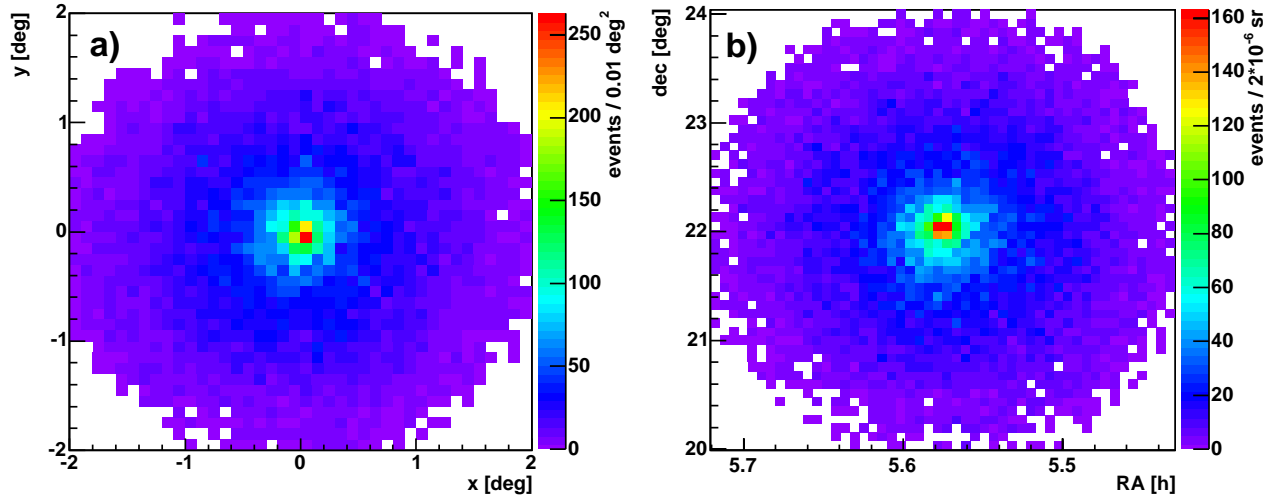 a)
y [deg]
2
1
0
-1
-2
-2 -1 0 1 2
x [deg]
250
200
150
100
50
0
events / 0.01 deg²
b)
dec [deg]
24
23
22
21
20
5.7 5.6 5.5
RA [h]
160
140
120
100
80
60
40
20
0
events / 2*10⁻⁶ sr